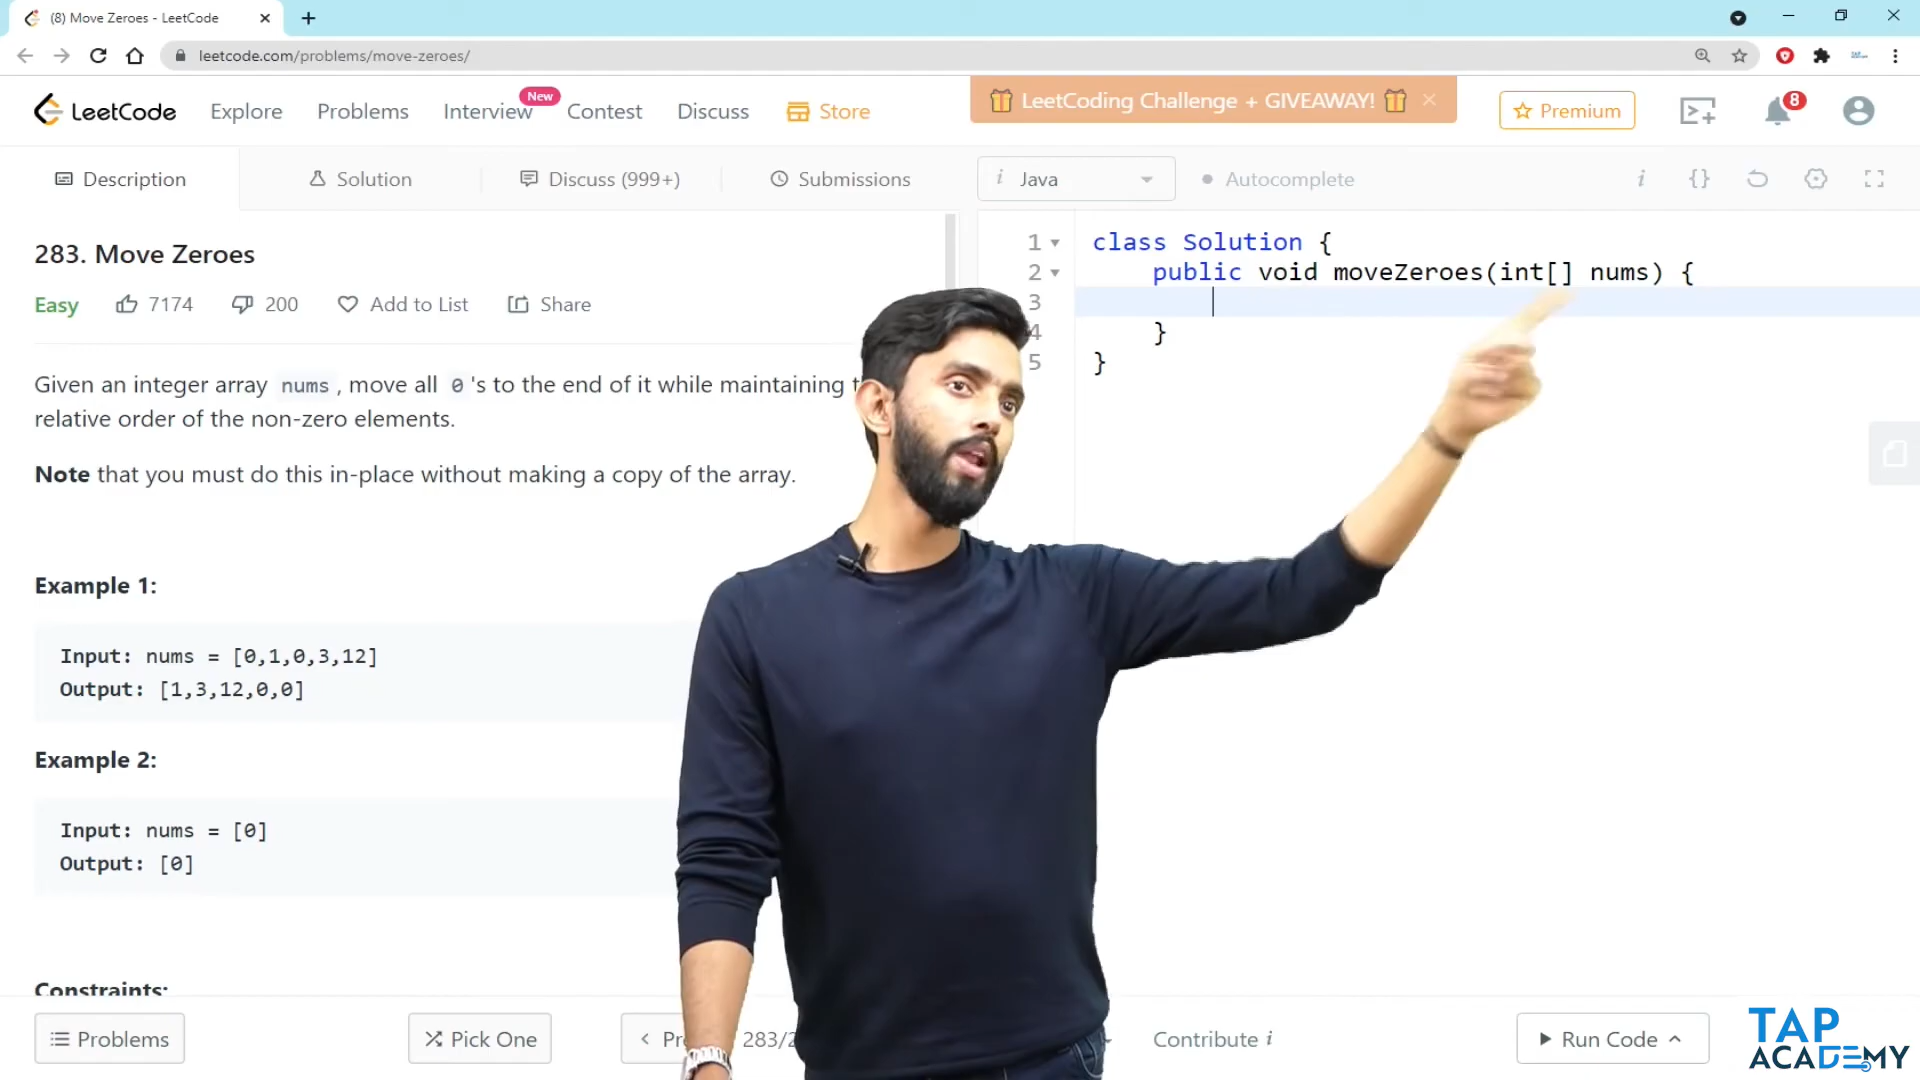 (8) Move Zeroes - LeetCode
leetcode.com/problems/move-zeroes/
LeetCode
Explore
Problems
Interview
New
Contest
Discuss
Store
LeetCoding Challenge + GIVEAWAY!
Premium
8
Description
Solution
Discuss (999+)
Submissions
i Java
Autocomplete
i
{}
283. Move Zeroes
Easy
7174
200
Add to List
Share
Given an integer array nums, move all 0's to the end of it while maintaining
relative order of the non-zero elements.
Note that you must do this in-place without making a copy of the array.
Example 1:
Input: nums = [0,1,0,3,12]
Output: [1,3,12,0,0]
Example 2:
Input: nums = [0]
Output: [0]
Constraints:
1 class Solution {
2 public void moveZeroes(int[] nums) {
3
4 }
5 }
Problems
Pick One
283/2
Contribute i
Run Code
TAP
ACADEMY